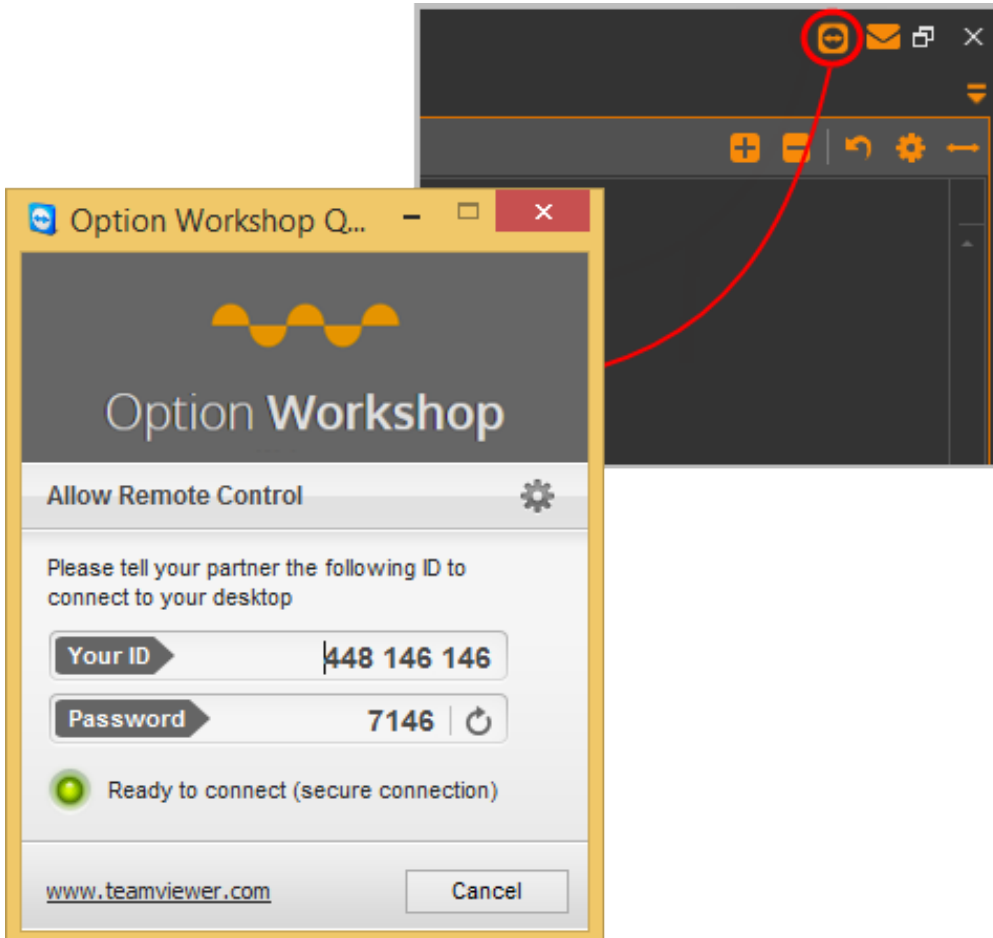 Option Workshop Q...
Option Workshop
Allow Remote Control
Please tell your partner the following ID to
connect to your desktop
Your ID 448 146 146
Password 7146
Ready to connect (secure connection)
www.teamviewer.com Cancel